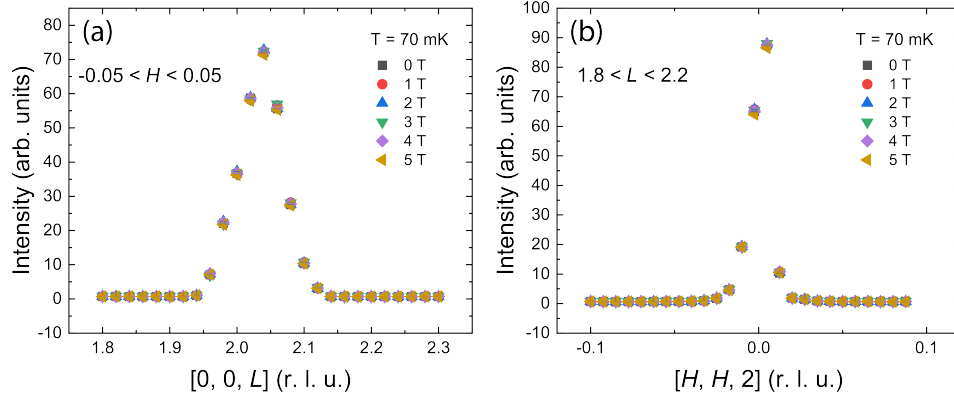 (a)
T = 70 mK
-0.05 < H < 0.05
0 T
1 T
2 T
3 T
4 T
5 T
Intensity (arb. units)
80
70
60
50
40
30
20
10
0
-10
1.8
1.9
2.0
2.1
2.2
2.3
[0, 0, L] (r. l. u.)
(b)
T = 70 mK
1.8 < L < 2.2
0 T
1 T
2 T
3 T
4 T
5 T
Intensity (arb. units)
100
90
80
70
60
50
40
30
20
10
0
-10
-0.1
0.0
0.1
[H, H, 2] (r. l. u.)